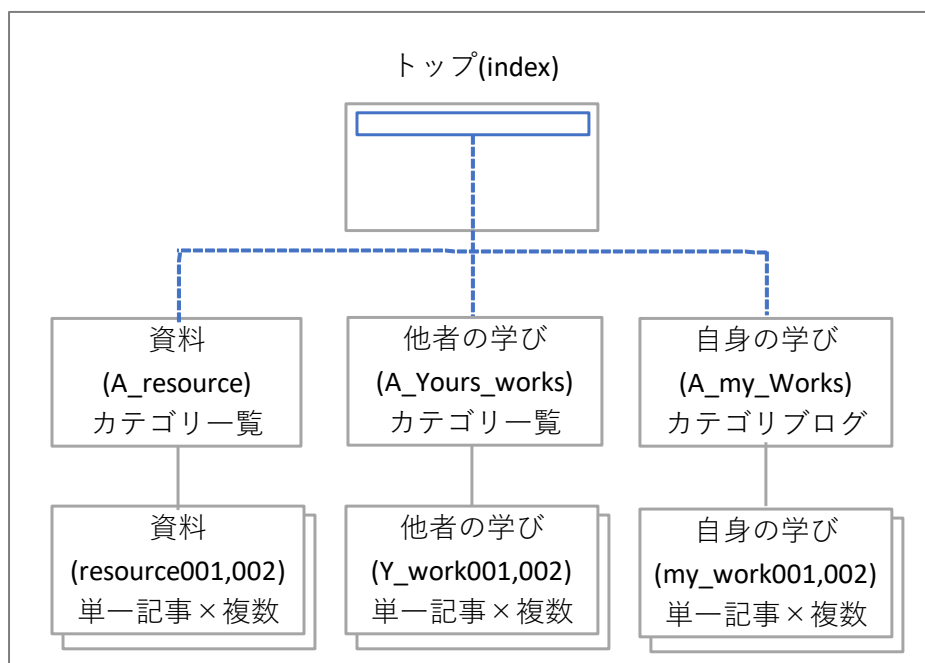 トップ(index)
資料
(A_resource)
カテゴリ一覧
他者の学び
(A_Yours_works)
カテゴリ一覧
自身の学び
(A_my_Works)
カテゴリブログ
資料
(resource001,002)
単一記事×複数
他者の学び
(Y_work001,002)
単一記事×複数
自身の学び
(my_work001,002)
単一記事×複数